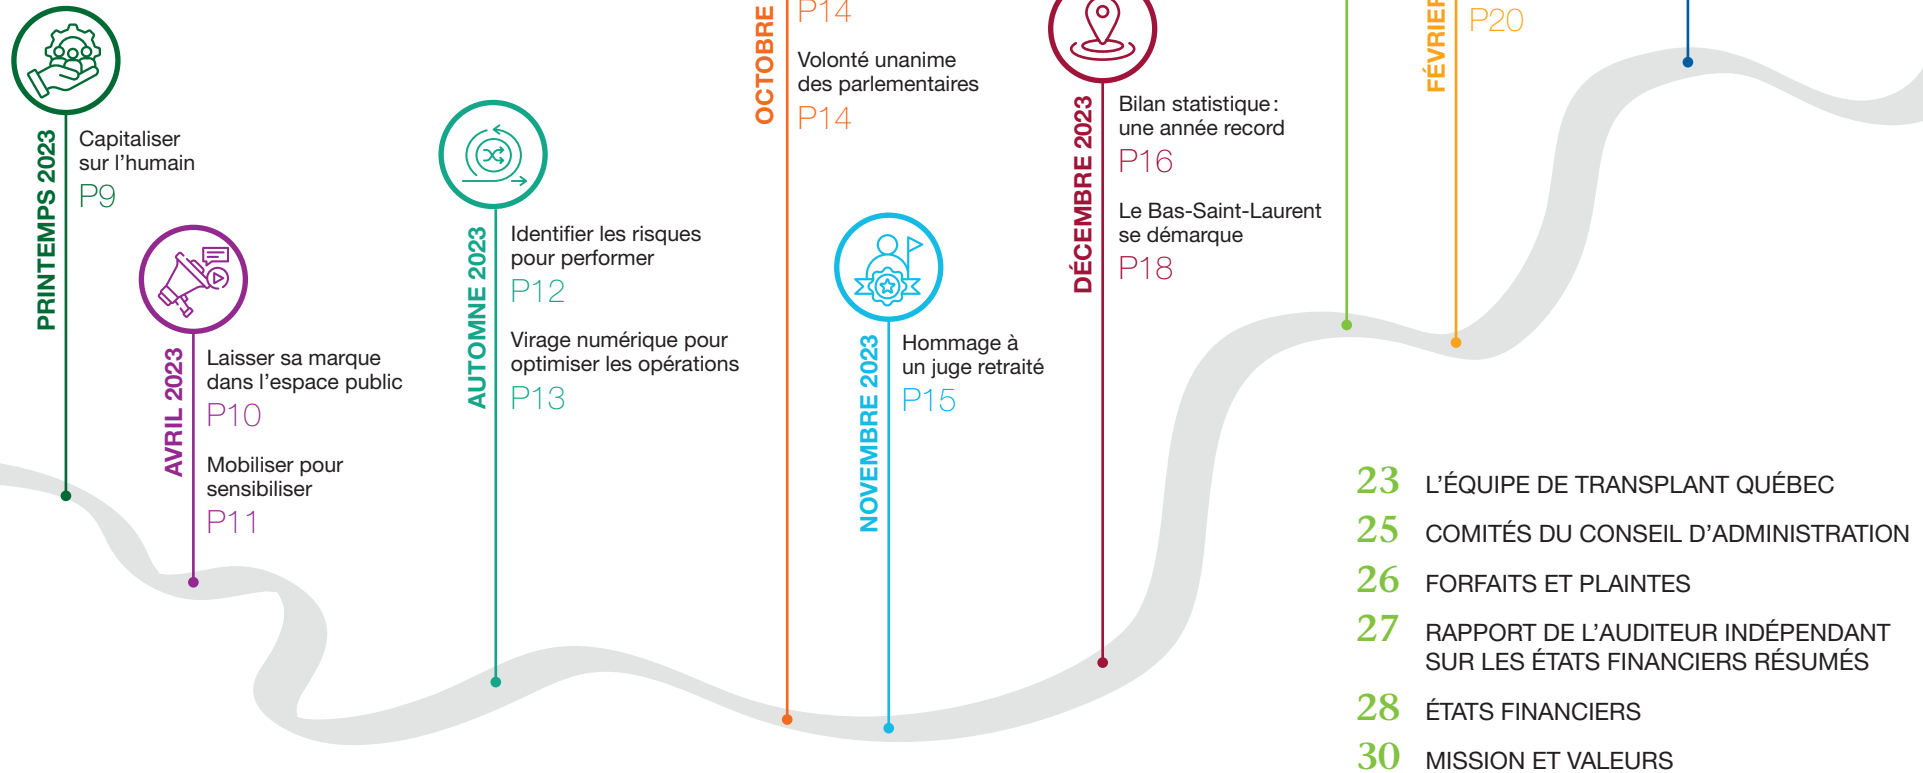 PRINTEMPS 2023
Capitaliser
sur l'humain
P9
AVRIL 2023
Laisser sa marque
dans l'espace public
P10
Mobiliser pour
sensibiliser
P11
AUTOMNE 2023
Identifier les risques
pour performer
P12
Virage numérique pour
optimiser les opérations
P13
OCTOBRE
P14
Volonté unanime
des parlementaires
P14
NOVEMBRE 2023
Hommage à
un juge retraité
P15
DÉCEMBRE 2023
Bilan statistique :
une année record
P16
Le Bas-Saint-Laurent
se démarque
P18
FÉVRIER
P20
23 L'ÉQUIPE DE TRANSPLANT QUÉBEC
25 COMITÉS DU CONSEIL D'ADMINISTRATION
26 FORFAITS ET PLAINTES
27 RAPPORT DE L'AUDITEUR INDÉPENDANT
SUR LES ÉTATS FINANCIERS RÉSUMÉS
28 ÉTATS FINANCIERS
30 MISSION ET VALEURS